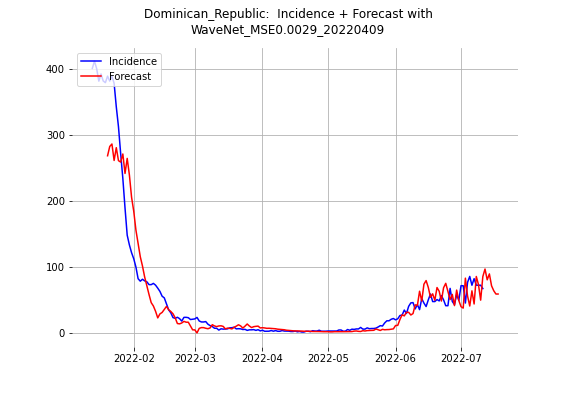 Dominican_Republic:  Incidence + Forecast with
WaveNet_MSE0.0029_20220409
Incidence
Forecast
400
300
200
100
0
2022-02 2022-03 2022-04 2022-05 2022-06 2022-07